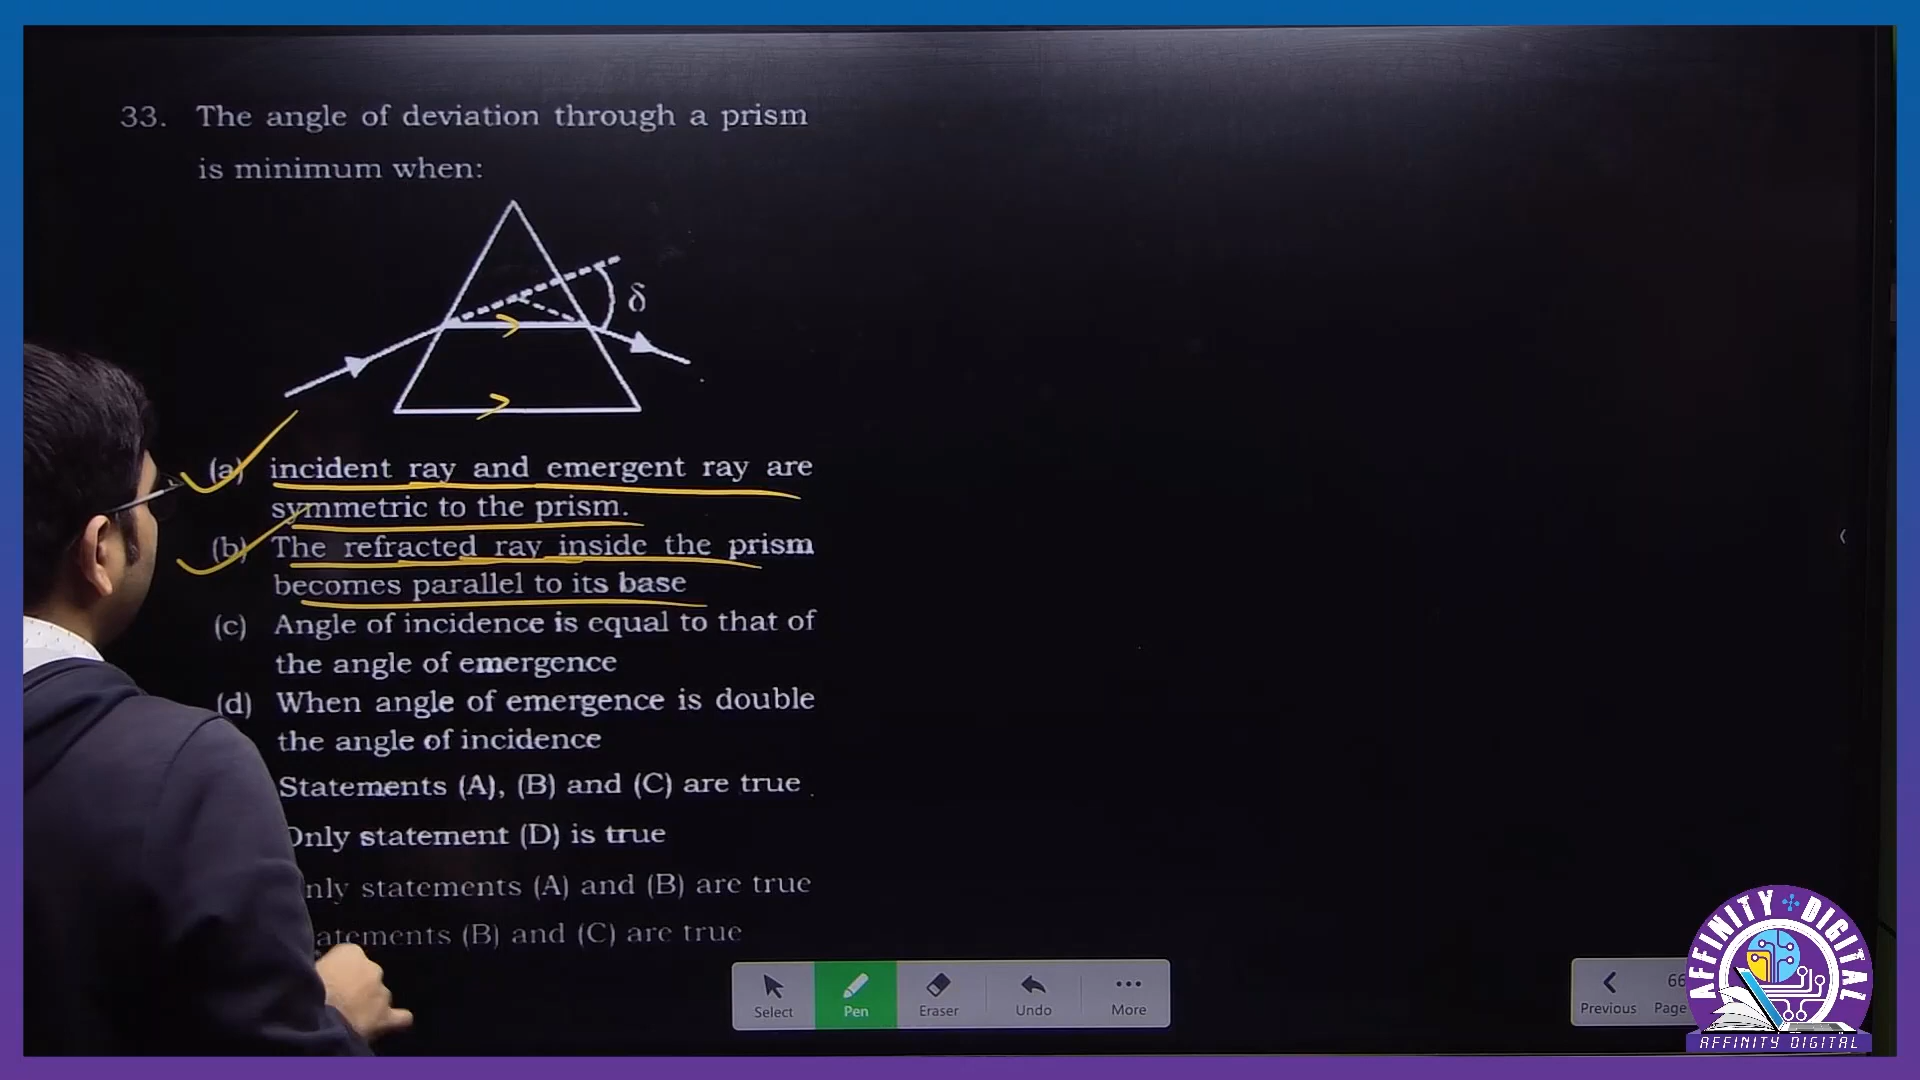 33. The angle of deviation through a prism
is minimum when:
δ
(a) incident ray and emergent ray are
symmetric to the prism.
(b) The refracted ray inside the prism
becomes parallel to its base
(c) Angle of incidence is equal to that of
the angle of emergence
(d) When angle of emergence is double
the angle of incidence
Statements (A), (B) and (C) are true
Only statement (D) is true
statements (A) and (B) are true
(B) and (C) are true
Select Pen Eraser Undo More
Previous Page 66
AFFINITY DIGITAL
AFFINITY DIGITAL